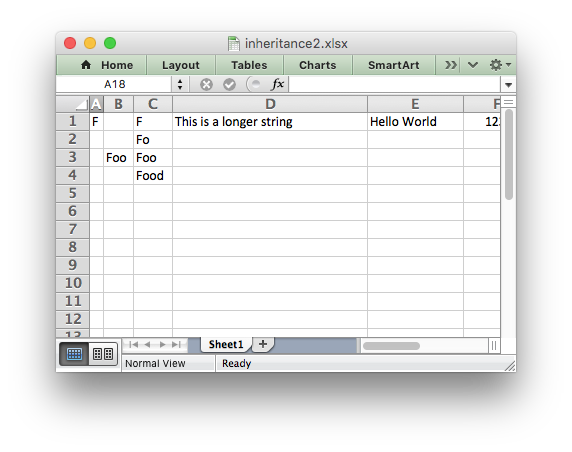 inheritance2.xlsx
Home Layout Tables Charts SmartArt
A18 fx
A B C D E F
1 F F This is a longer string Hello World 12
2 Fo
3 Foo Foo
4 Food
5
6
7
8
9
10
11
12
13
Sheet1 +
Normal View Ready